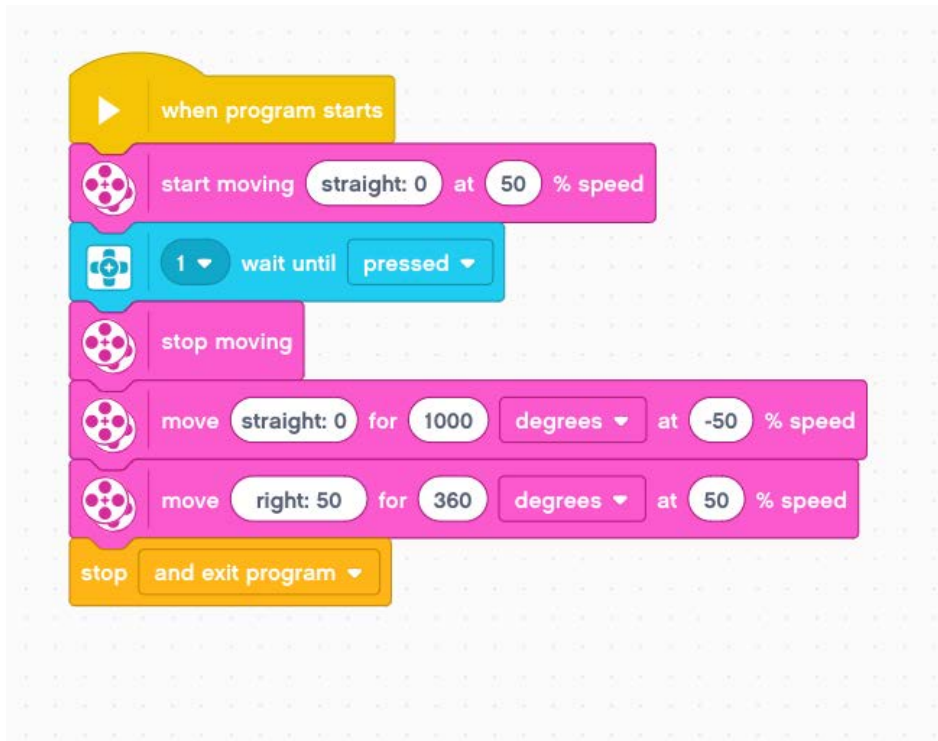 when program starts
start moving straight: 0 at 50 % speed
1 wait until pressed
stop moving
move straight: 0 for 1000 degrees at -50 % speed
move right: 50 for 360 degrees at 50 % speed
stop and exit program